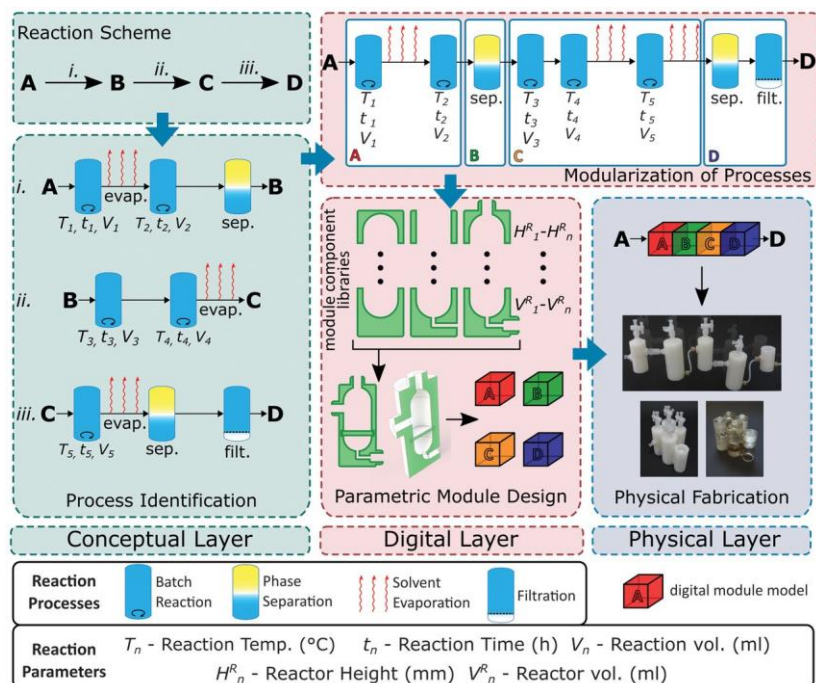 Reaction Scheme
A i. B ii. C iii. D
i. A evap. B
T₁, t₁, V₁ T₂, t₂, V₂ sep.
ii. B evap. C
T₃, t₃, V₃ T₄, t₄, V₄
iii. C evap. D
T₅, t₅, V₅ sep. filt.
Process Identification
Conceptual Layer
A D
T₁ T₂ sep. T₃ T₄ T₅ sep. filt.
t₁ t₂ t₃ t₄ t₅
V₁ V₂ V₃ V₄ V₅
A B C D
Modularization of Processes
module component
libraries
Hᴿ₁-Hᴿₙ
Vᴿ₁-Vᴿₙ
A B
C D
Parametric Module Design
Digital Layer
A A B C D D
Physical Fabrication
Physical Layer
Reaction
Processes
Batch
Reaction
Phase
Separation
Solvent
Evaporation
Filtration
A digital module model
Reaction
Parameters
Tₙ - Reaction Temp. (°C) tₙ - Reaction Time (h) Vₙ - Reaction vol. (ml)
Hᴿₙ - Reactor Height (mm) Vᴿₙ - Reactor vol. (ml)